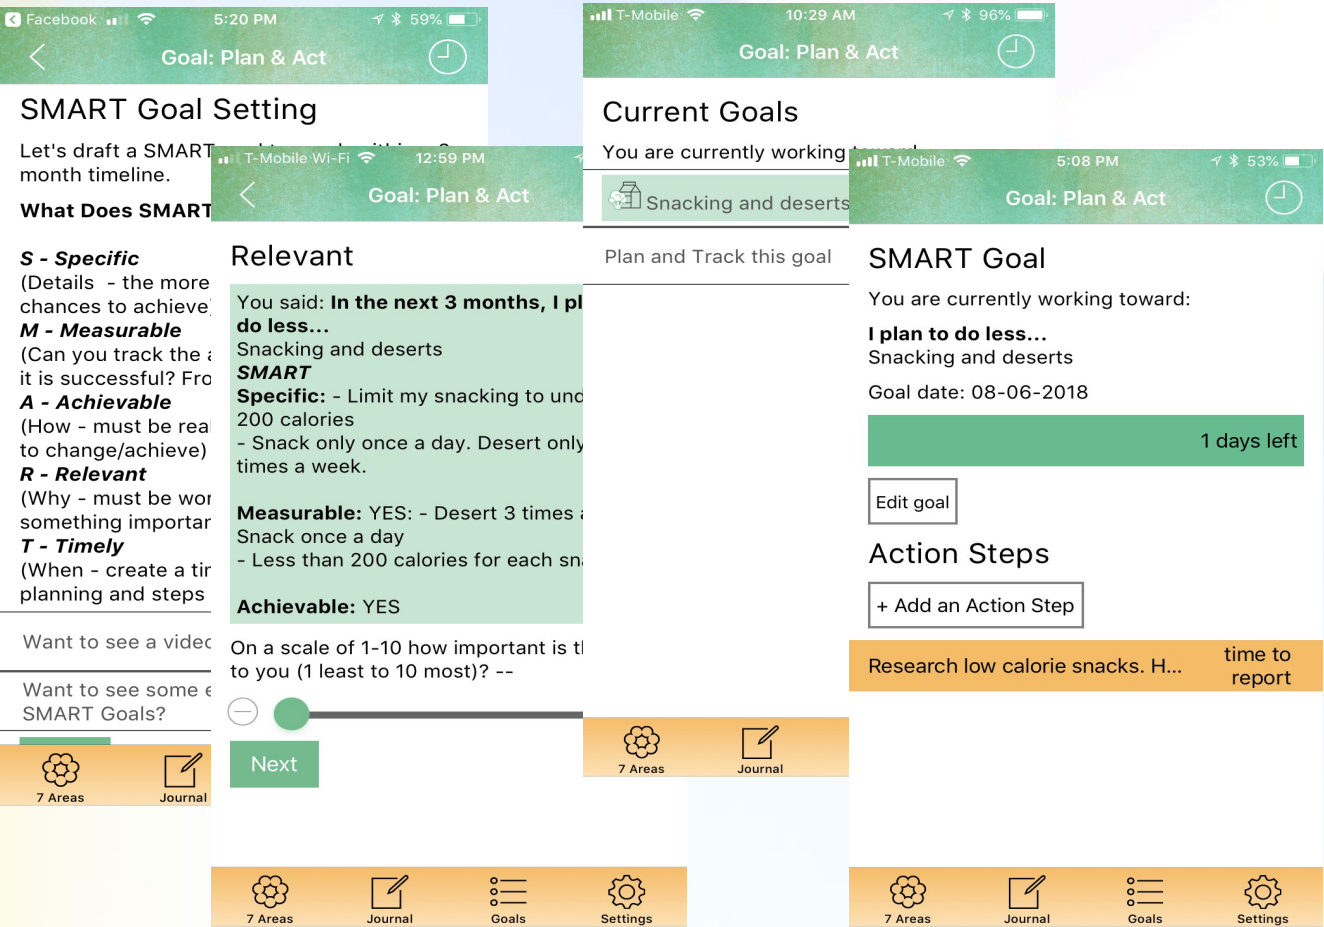 Facebook 5:20 PM 59%
Goal: Plan & Act
SMART Goal Setting
Let's draft a SMART
month timeline.
What Does SMART
S - Specific
(Details - the more
chances to achieve)
M - Measurable
(Can you track the
it is successful? Fro
A - Achievable
(How - must be real
to change/achieve)
R - Relevant
(Why - must be wor
something importan
T - Timely
(When - create a tim
planning and steps
Want to see a video
Want to see some e
SMART Goals?
7 Areas
Journal
T-Mobile Wi-Fi 12:59 PM
Goal: Plan & Act
Relevant
You said: In the next 3 months, I pl
do less...
Snacking and deserts
SMART
Specific: - Limit my snacking to und
200 calories
- Snack only once a day. Desert only
times a week.
Measurable: YES: - Desert 3 times a
Snack once a day
- Less than 200 calories for each sna
Achievable: YES
On a scale of 1-10 how important is th
to you (1 least to 10 most)? --
Next
7 Areas
Journal
Goals
Settings
T-Mobile 10:29 AM 96%
Goal: Plan & Act
Current Goals
You are currently working toward
Snacking and deserts
Plan and Track this goal
7 Areas
Journal
T-Mobile 5:08 PM 53%
Goal: Plan & Act
SMART Goal
You are currently working toward:
I plan to do less...
Snacking and deserts
Goal date: 08-06-2018
1 days left
Edit goal
Action Steps
+ Add an Action Step
Research low calorie snacks. H...
time to
report
7 Areas
Journal
Goals
Settings